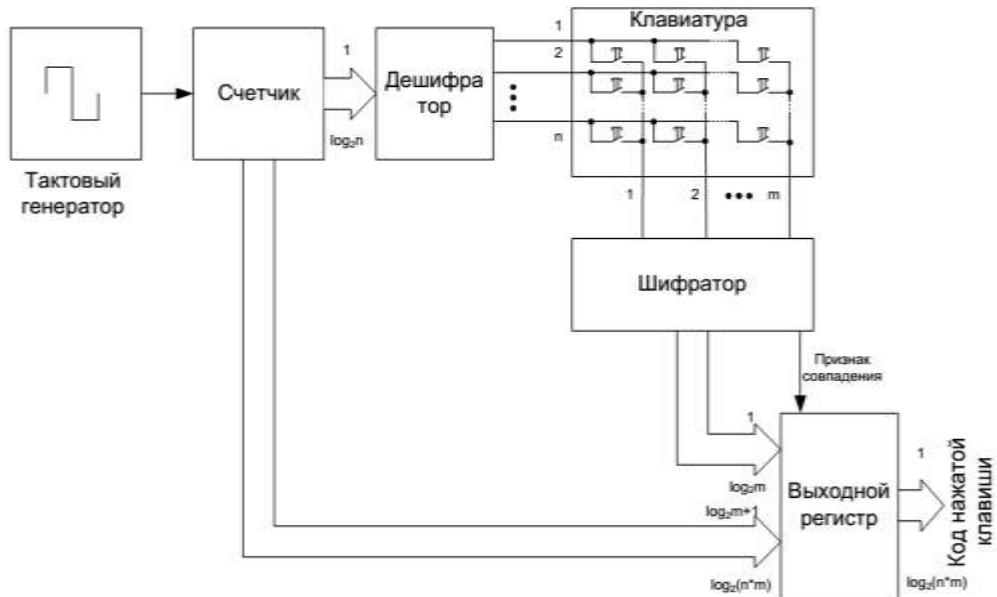 Клавиатура
1
2
n
Тактовый
генератор
Счетчик
1
log₂n
Дешифра
тор
1
2
m
Шифратор
Признак
совпадения
1
log₂m
log₂m+1
log₂(n*m)
Выходной
регистр
1
log₂(n*m)
Код нажатой
клавиши